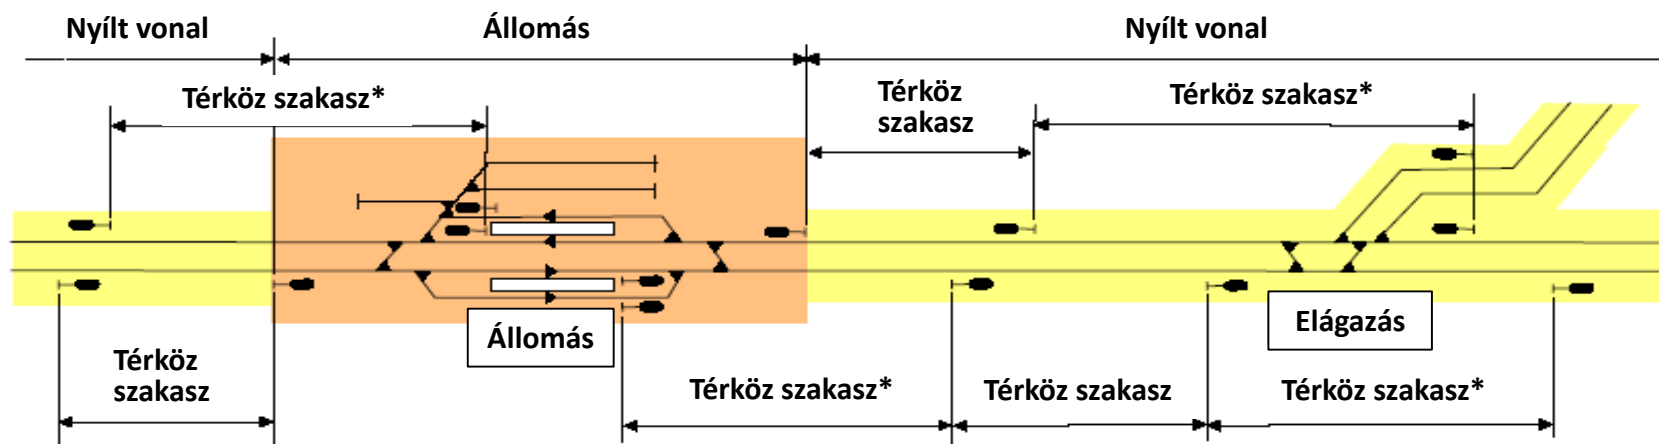 Nyílt vonal
Állomás
Nyílt vonal
Térköz szakasz*
Térköz
szakasz
Térköz szakasz*
Állomás
Elágazás
Térköz
szakasz
Térköz szakasz*
Térköz szakasz
Térköz szakasz*